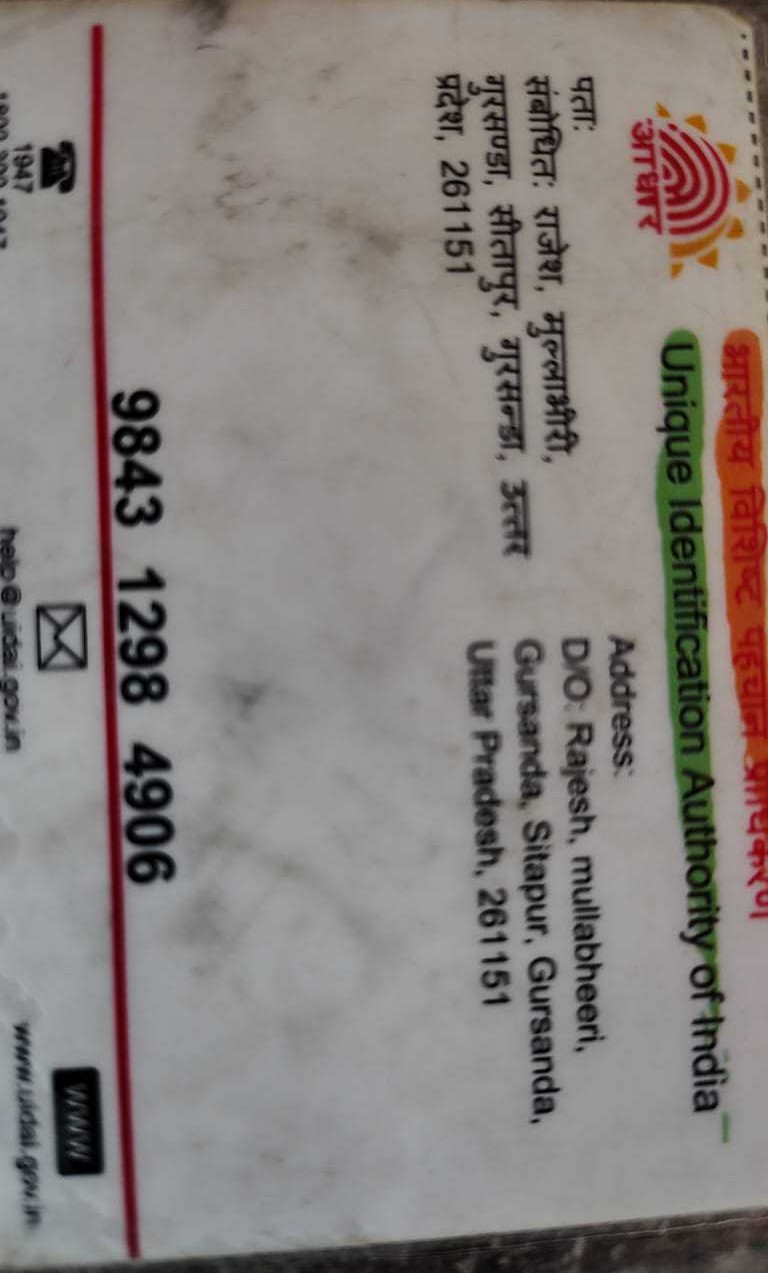 भारतीय विशिष्ट पहचान प्राधिकरण
Unique Identification Authority of India
आधार
पता:
संबोधित: राजेश, मुल्लाभीरी,
गुरसण्डा, सीतापुर, गुरसन्डा, उत्तर
प्रदेश, 261151
Address:
D/O: Rajesh, mullabheeri,
Gursanda, Sitapur, Gursanda,
Uttar Pradesh, 261151
9843 1298 4906
1947
help@uidai.gov.in
www
www.uidai.gov.in